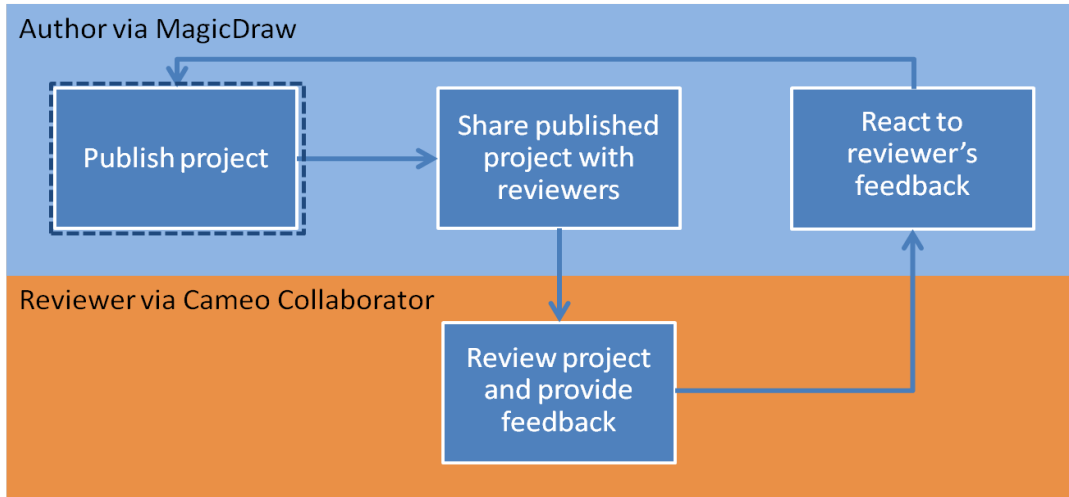 Author via MagicDraw
Publish project
Share published
project with
reviewers
React to
reviewer’s
feedback
Reviewer via Cameo Collaborator
Review project
and provide
feedback